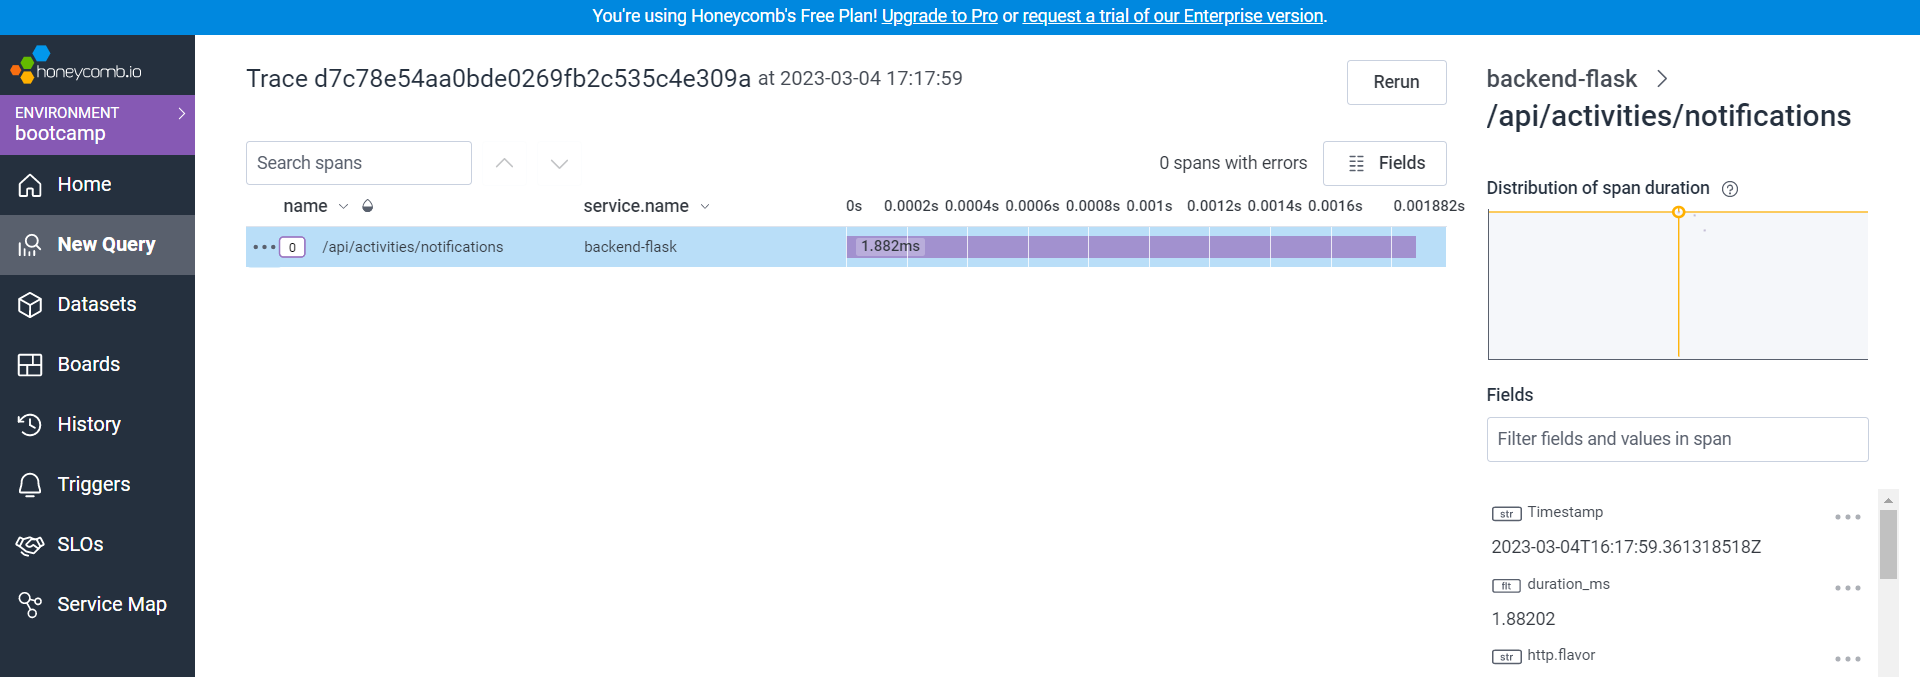 You're using Honeycomb's Free Plan! Upgrade to Pro or request a trial of our Enterprise version.
honeycomb.io
ENVIRONMENT
bootcamp
Home
New Query
Datasets
Boards
History
Triggers
SLOs
Service Map
Trace d7c78e54aa0bde0269fb2c535c4e309a at 2023-03-04 17:17:59
Rerun
Search spans
0 spans with errors
Fields
name service.name 0s 0.0002s 0.0004s 0.0006s 0.0008s 0.001s 0.0012s 0.0014s 0.0016s 0.001882s
0 /api/activities/notifications backend-flask 1.882ms
backend-flask
/api/activities/notifications
Distribution of span duration
Fields
Filter fields and values in span
str Timestamp
2023-03-04T16:17:59.361318518Z
flt duration_ms
1.88202
str http.flavor